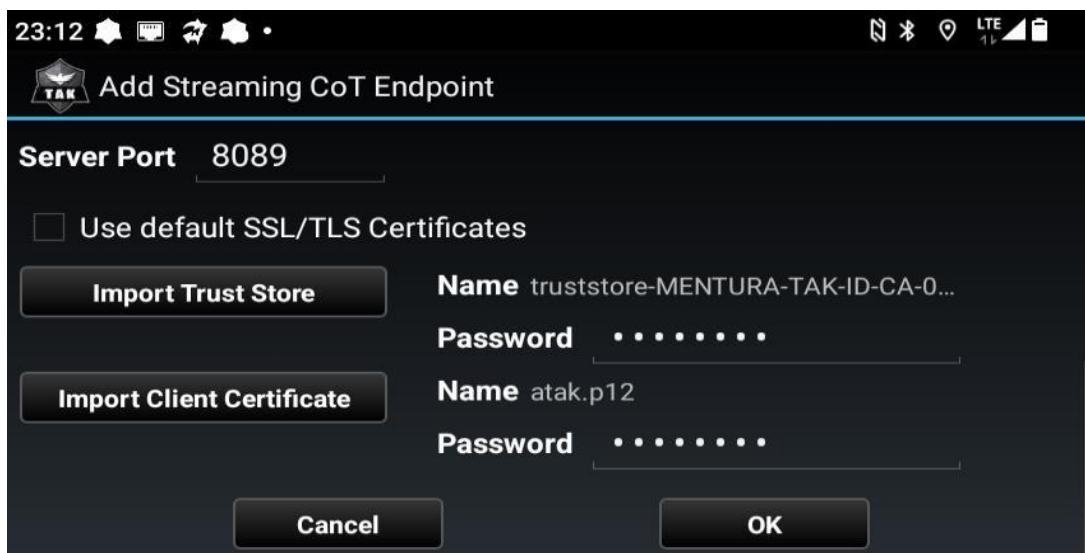 23:12 LTE
TAK Add Streaming CoT Endpoint
Server Port 8089
Use default SSL/TLS Certificates
Import Trust Store
Name truststore-MENTURA-TAK-ID-CA-0...
Password ••••••••
Import Client Certificate
Name atak.p12
Password ••••••••
Cancel
OK